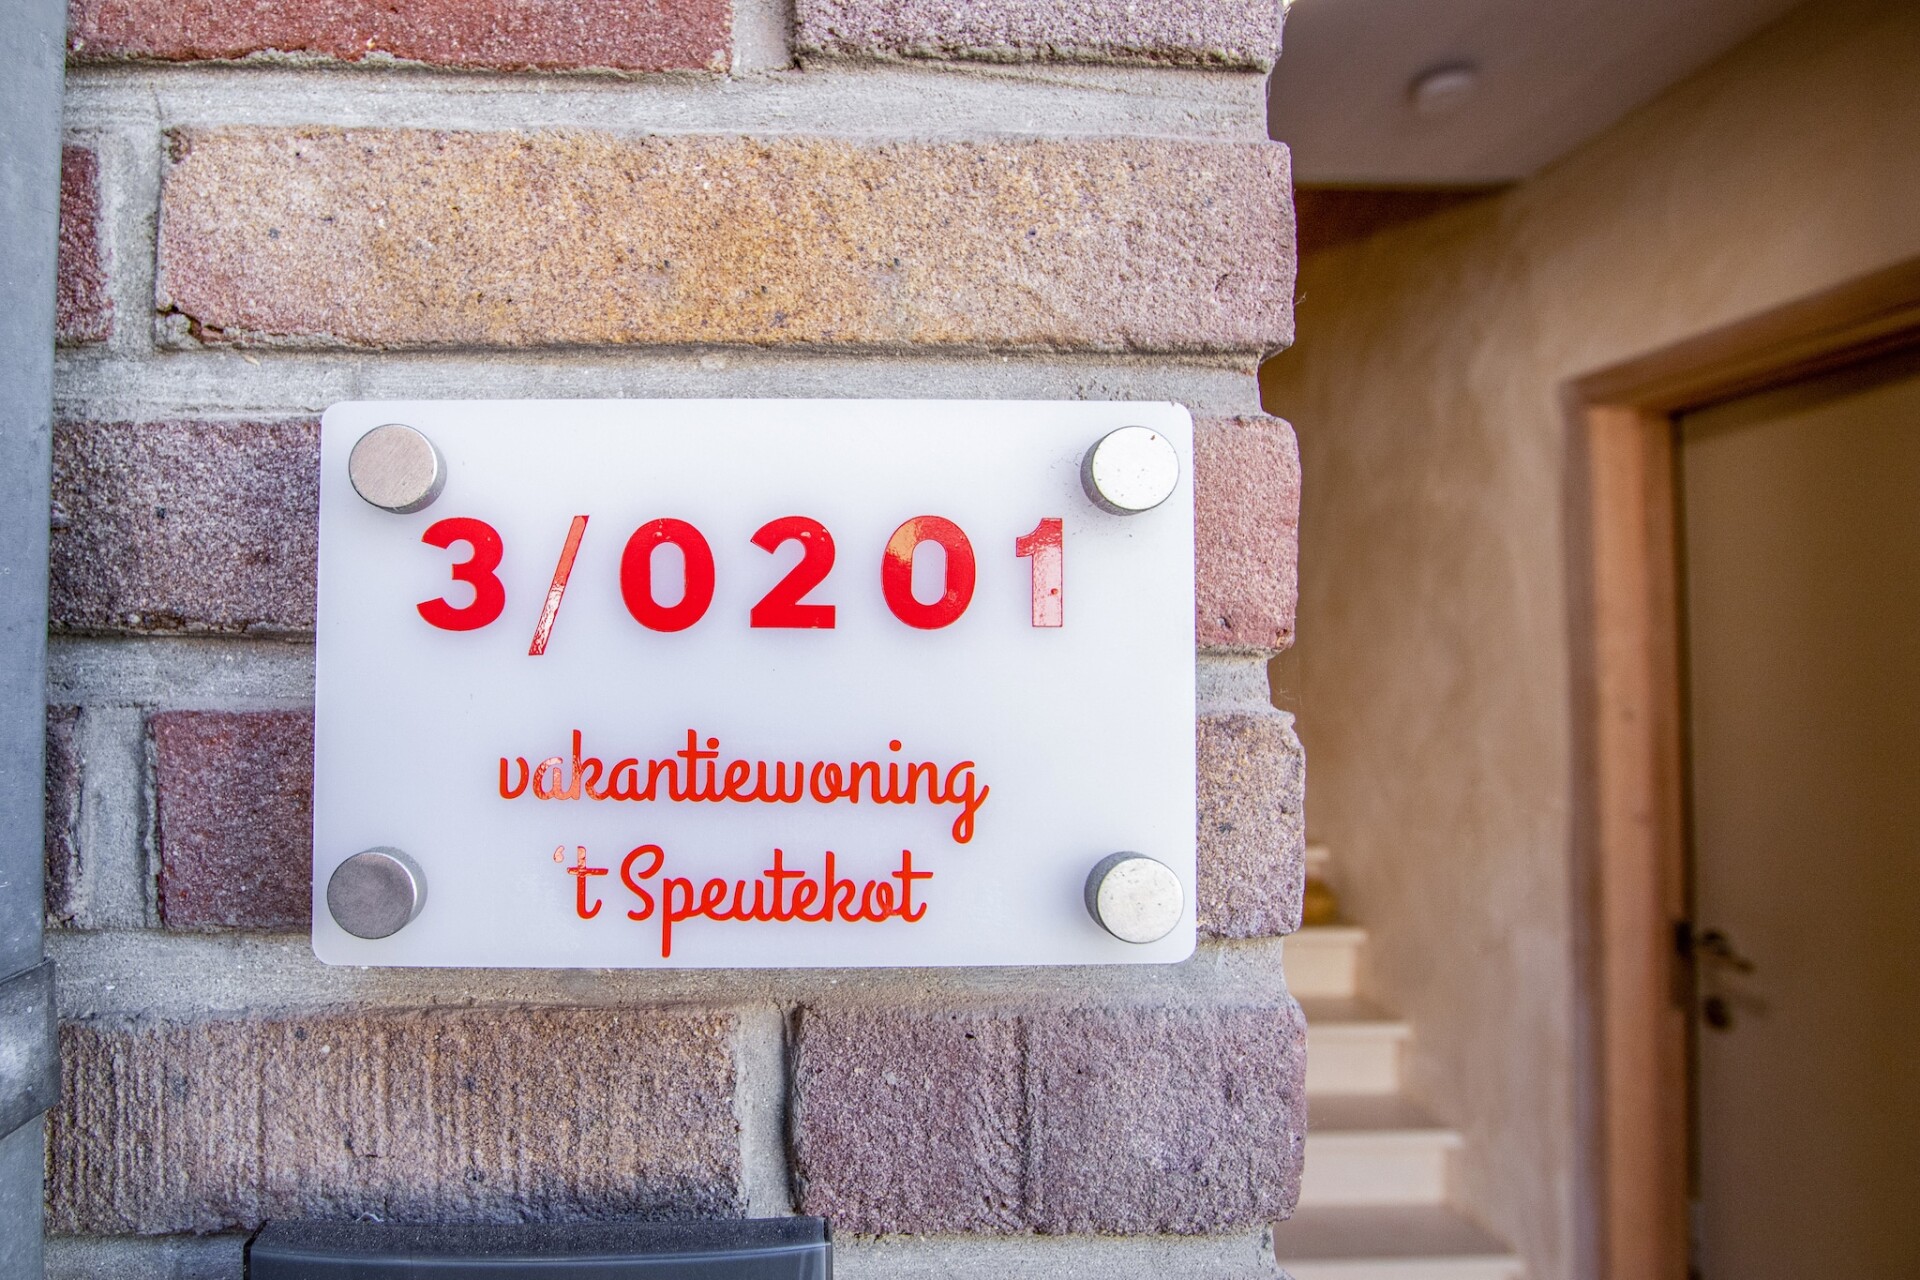 3/0201
vakantiewoning
't Speutekot